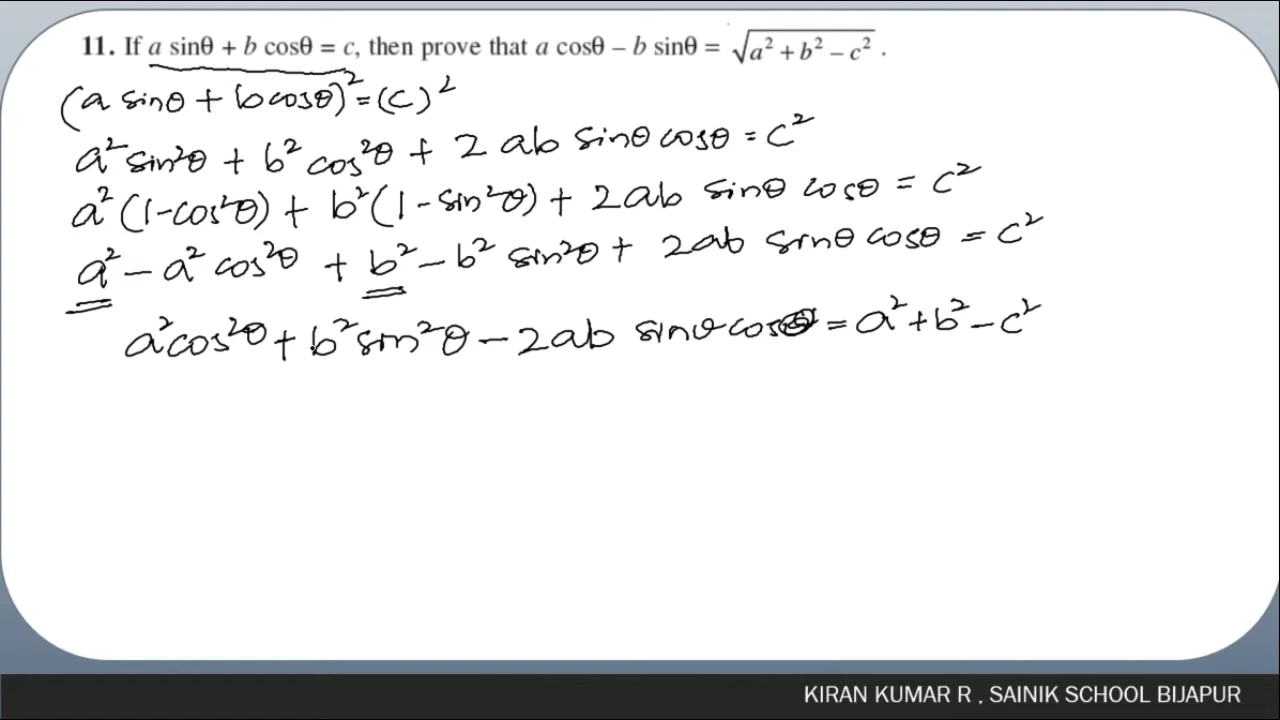 11. If a sinθ + b cosθ = c, then prove that a cosθ – b sinθ = √a² + b² – c² .
(a sinθ + b cosθ)² = (c)²
a² sin²θ + b² cos²θ + 2 ab sinθ cosθ = c²
a² (1-cos²θ) + b² (1 - sin²θ) + 2ab sinθ cosθ = c²
a² - a² cos²θ + b² - b² sin²θ + 2ab sinθ cosθ = c²
a² cos²θ + b² sin²θ - 2ab sinθ cosθ = a² + b² - c²
KIRAN KUMAR R , SAINIK SCHOOL BIJAPUR